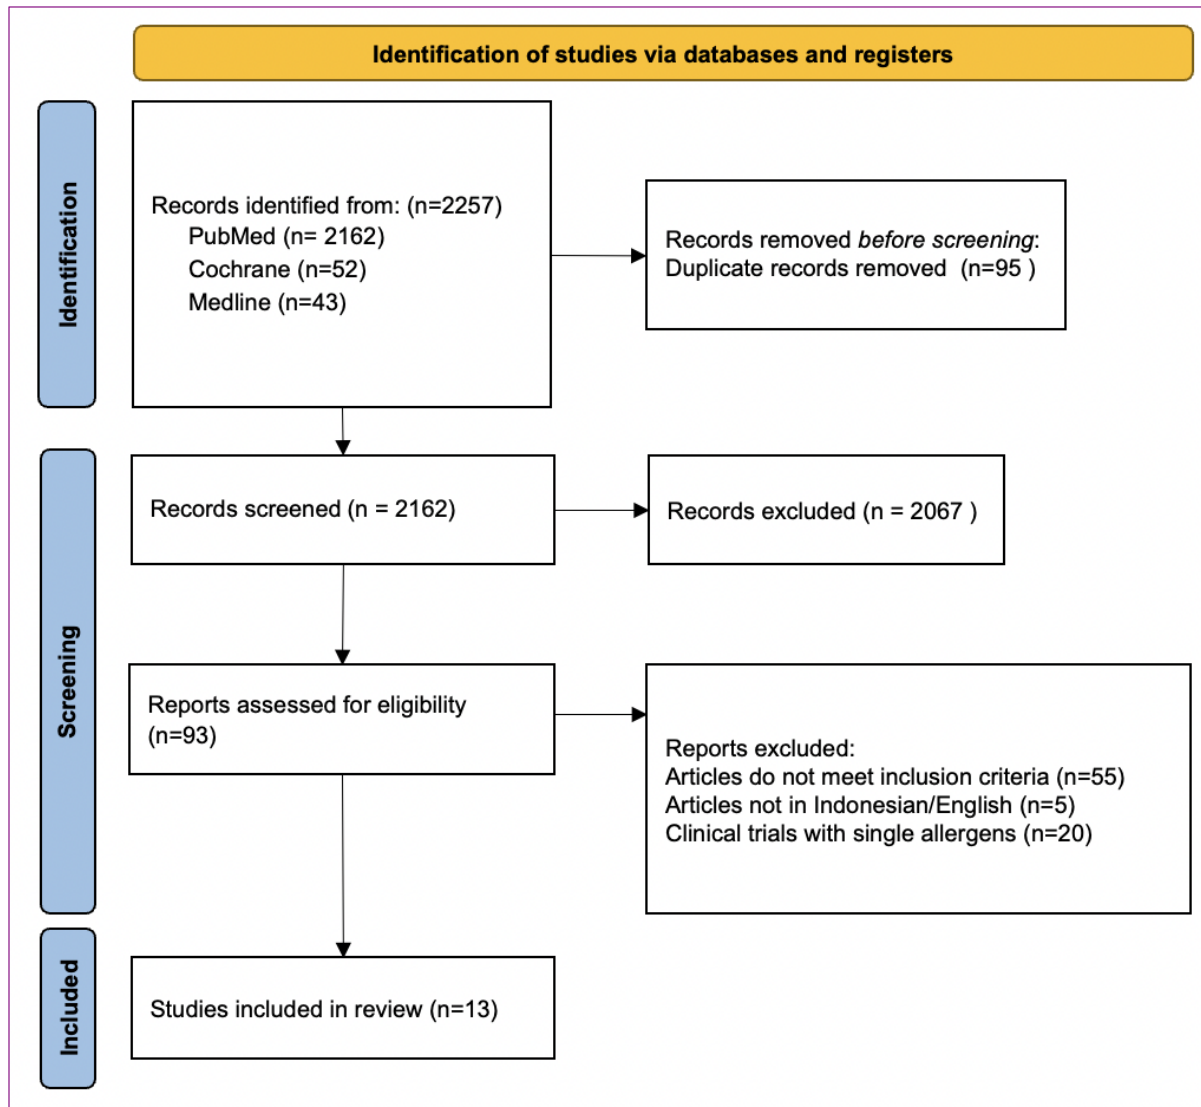 Identification of studies via databases and registers
Identification
Records identified from: (n=2257)
PubMed (n= 2162)
Cochrane (n=52)
Medline (n=43)
Records removed before screening:
Duplicate records removed  (n=95 )
Screening
Records screened (n = 2162)
Records excluded (n = 2067 )
Reports assessed for eligibility
(n=93)
Reports excluded:
Articles do not meet inclusion criteria (n=55)
Articles not in Indonesian/English (n=5)
Clinical trials with single allergens (n=20)
Included
Studies included in review (n=13)